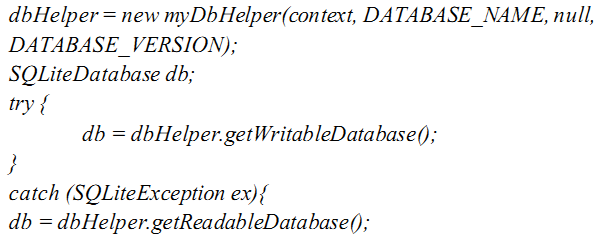 dbHelper = new myDbHelper(context, DATABASE_NAME, null,
DATABASE_VERSION);
SQLiteDatabase db;
try {
db = dbHelper.getWritableDatabase();
}
catch (SQLiteException ex){
db = dbHelper.getReadableDatabase();